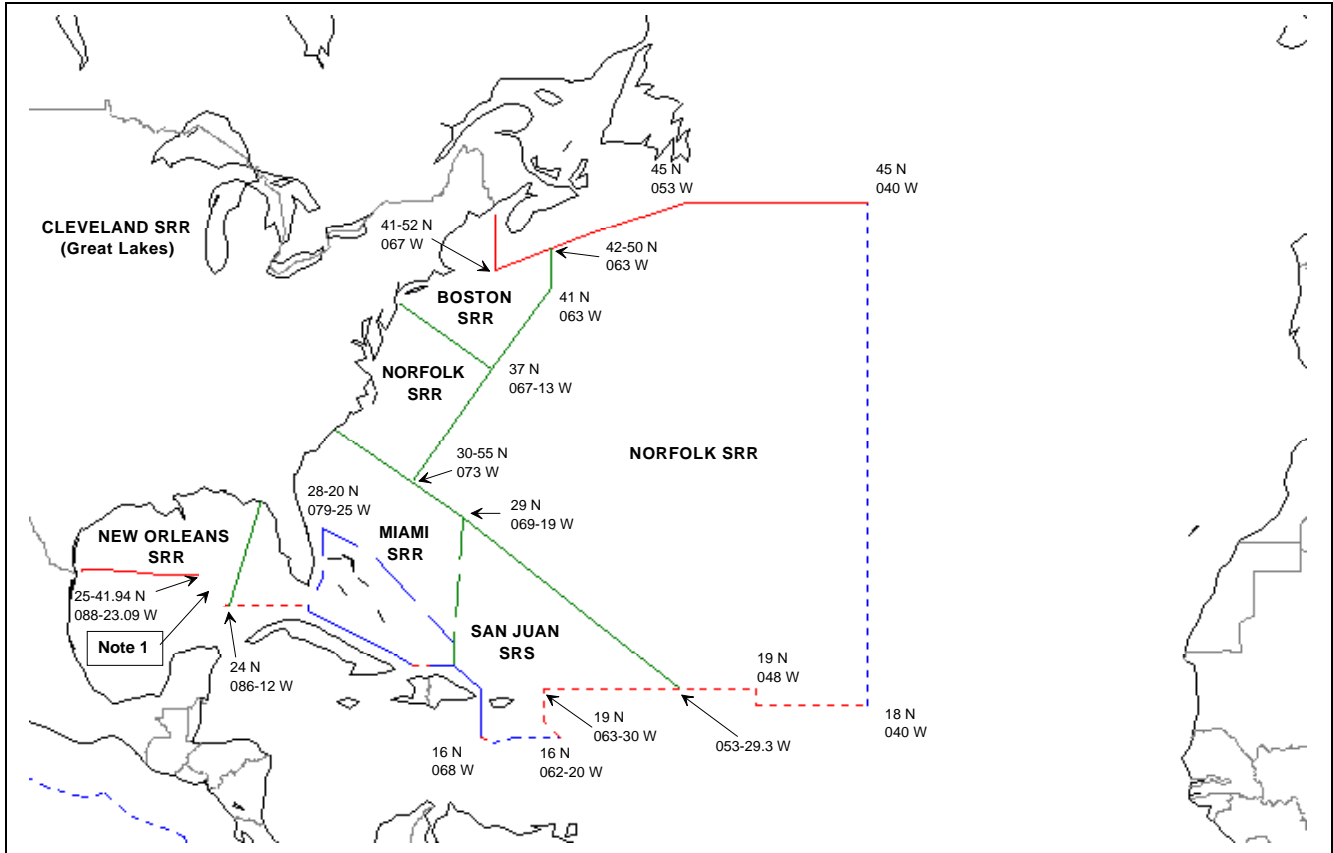 45 N
053 W
45 N
040 W
CLEVELAND SRR
(Great Lakes)
41-52 N
067 W
42-50 N
063 W
BOSTON
SRR
41 N
063 W
NORFOLK
SRR
37 N
067-13 W
30-55 N
073 W
NORFOLK SRR
28-20 N
079-25 W
29 N
069-19 W
NEW ORLEANS
SRR
MIAMI
SRR
25-41.94 N
088-23.09 W
Note 1
SAN JUAN
SRS
24 N
086-12 W
19 N
048 W
19 N
063-30 W
053-29.3 W
18 N
040 W
16 N
068 W
16 N
062-20 W